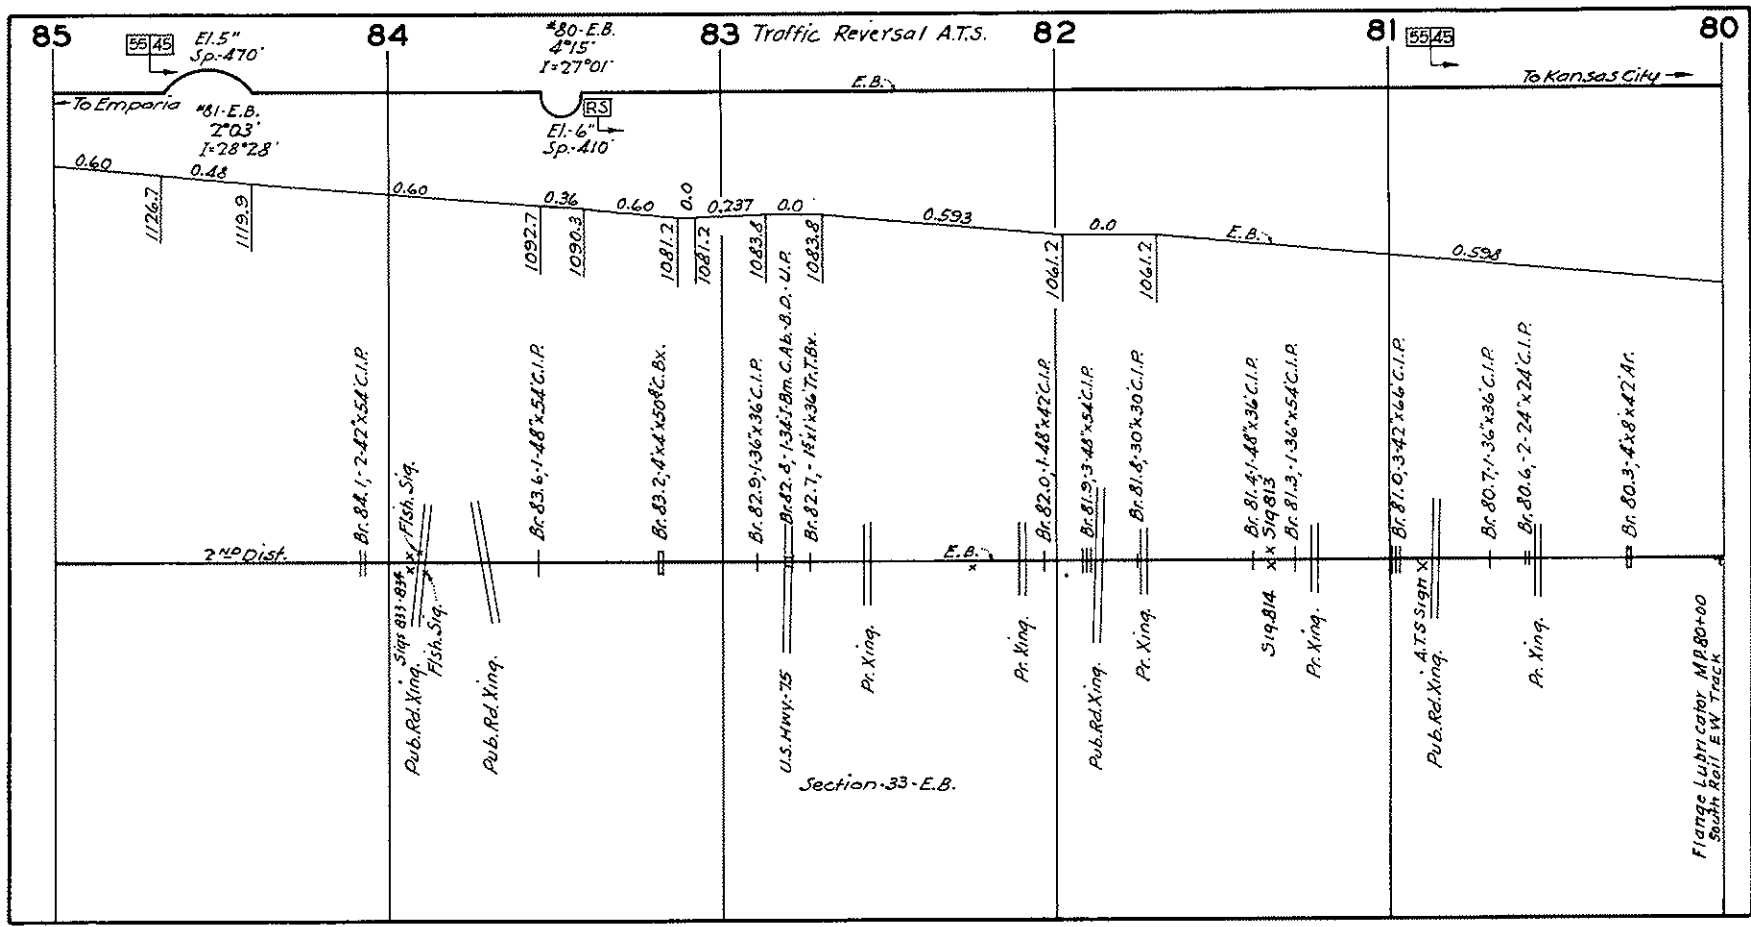 85
84
83
82
81
80
Traffic Reversal A.T.S.
55 45
El. 5"
Sp.-470'
#80-E.B.
4°15'
I=27°01'
55 45
To Kansas City
E.B.
To Emporia
#81-E.B.
2°03'
I=28°28'
RS
El.-6"
Sp.-410'
0.60
0.48
0.60
0.36
0.60
0.0
0.237
0.0
0.593
0.0
E.B.
0.598
1126.7
1119.9
1092.7
1090.3
1081.2
1081.2
1083.8
1083.8
1061.2
1061.2
Br. 84.1,-2-42"x54' C.I.P.
Flsh. Sig.
Br. 83.6,-1-48"x54' C.I.P.
Br. 83.2,-4'x4'x50⁸' C. Bx.
Br. 82.9,-1-36"x36' C.I.P.
Br. 82.8,-1-34'-I-Bm. C. Ab.-B.D.-U.P.
Br. 82.7,-
x1'x36' Tr. T. Bx.
Br. 82.0,-1-48"x42' C.I.P.
Br. 81.9,-3-48"x54' C.I.P.
Br. 81.8,-30"x30' C.I.P.
Br. 81.4,-1-48"x36' C.I.P.
Sig 813
Br. 81.3,-1-36"x54' C.I.P.
Br. 81.0,-3-42"x66' C.I.P.
Br. 80.7,-1-36"x36' C.I.P.
Br. 80.6,-2-24"x24' C.I.P.
Br. 80.3,-4'x8'x42' Ar.
2ND Dist.
E.B.
Sigs 833-834
Flsh. Sig.
Pub. Rd. Xing.
Pub. Rd. Xing.
U.S. Hwy.-75
Pr. Xing.
Pr. Xing.
Pub. Rd. Xing.
Pr. Xing.
Sig. 814
Pr. Xing.
A.T.S Sign
Pub. Rd. Xing.
Pr. Xing.
Flange Lubricator MP.80+00
South Rail E W Track
Section-33-E.B.